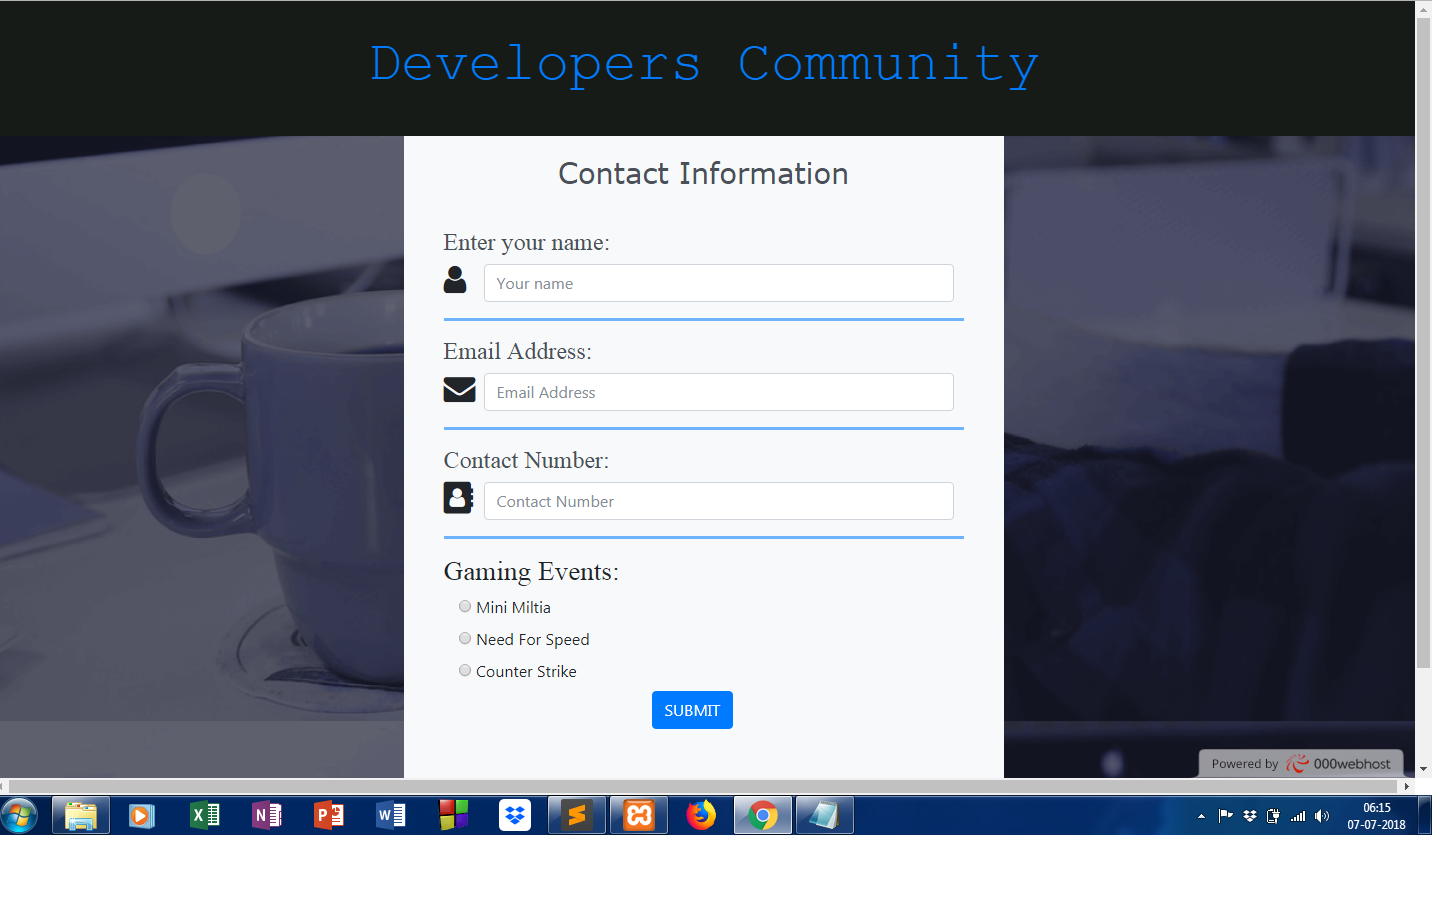 Developers Community
Contact Information
Enter your name:
Your name
Email Address:
Email Address
Contact Number:
Contact Number
Gaming Events:
Mini Miltia
Need For Speed
Counter Strike
SUBMIT
Powered by 000webhost
06:15
07-07-2018